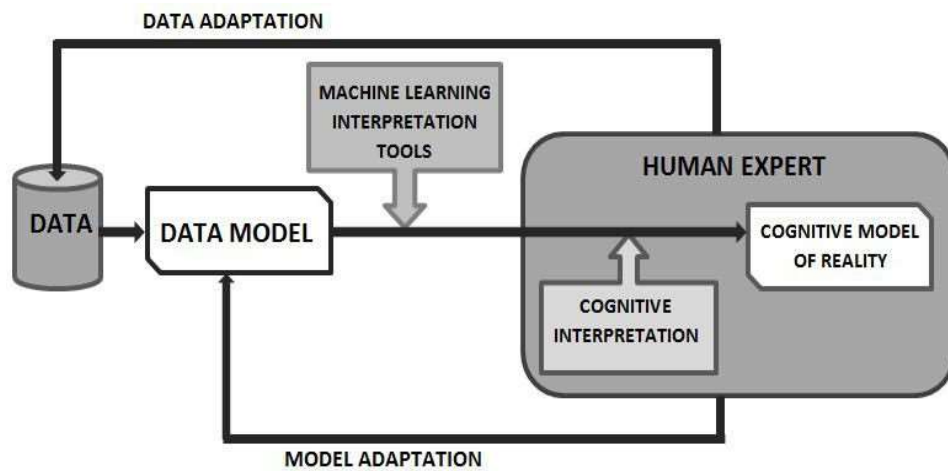 DATA ADAPTATION
MACHINE LEARNING
INTERPRETATION
TOOLS
HUMAN EXPERT
DATA
DATA MODEL
COGNITIVE MODEL
OF REALITY
COGNITIVE
INTERPRETATION
MODEL ADAPTATION